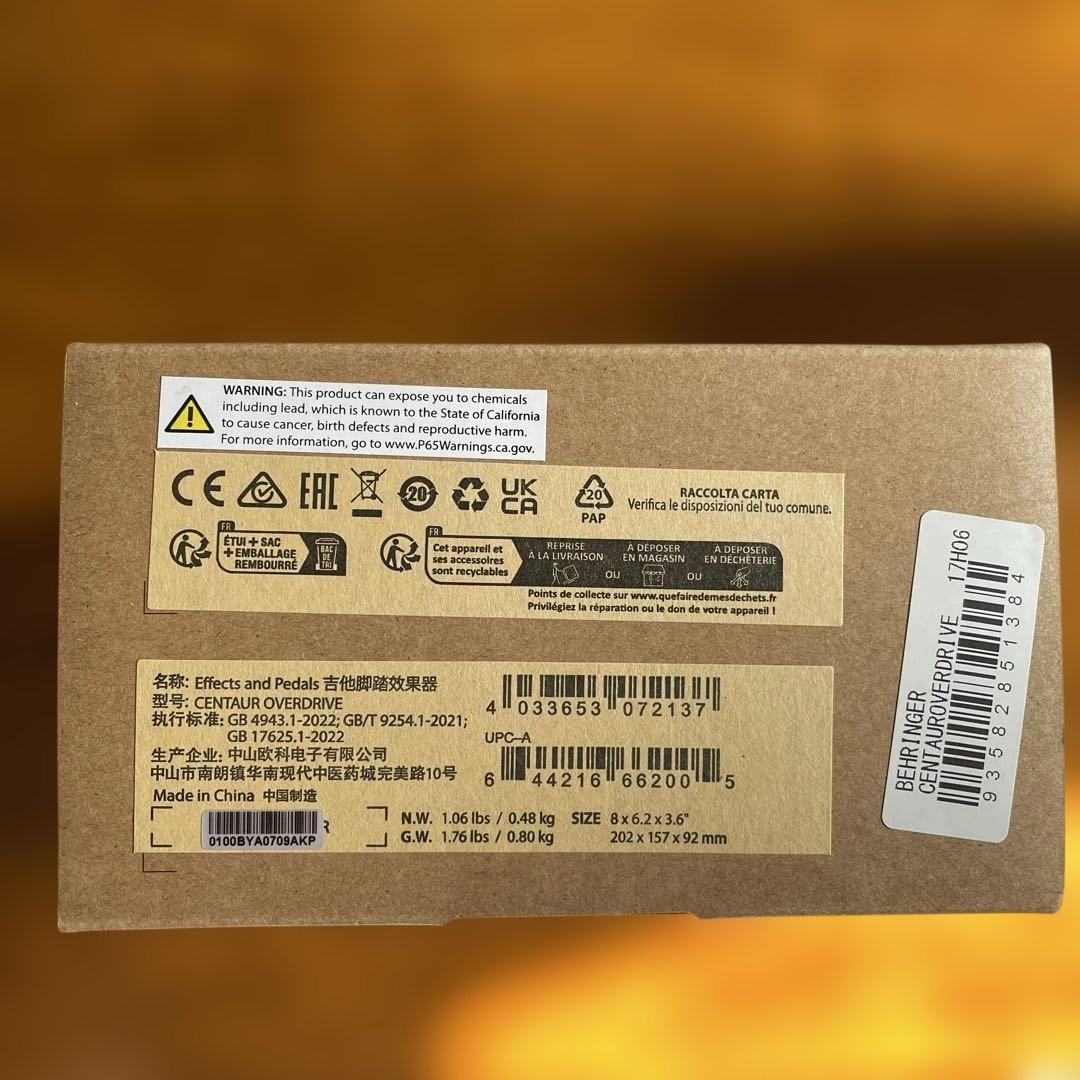 WARNING: This product can expose you to chemicals
including lead, which is known to the State of California
to cause cancer, birth defects and reproductive harm.
For more information, go to www.P65Warnings.ca.gov.
CE EAC 20 UK CA
20
PAP
RACCOLTA CARTA
Verifica le disposizioni del tuo comune.
FR
ÉTUI + SAC
+ EMBALLAGE
REMBOURRÉ
BAC
DE
TRI
FR
Cet appareil et
ses accessoires
sont recyclables
REPRISE
À LA LIVRAISON
OU
À DÉPOSER
EN MAGASIN
OU
À DÉPOSER
EN DÉCHÈTERIE
Points de collecte sur www.quefairedemesdechets.fr
Privilégiez la réparation ou le don de votre appareil !
名称: Effects and Pedals 吉他脚踏效果器
型号: CENTAUR OVERDRIVE
执行标准: GB 4943.1-2022; GB/T 9254.1-2021;
GB 17625.1-2022
生产企业: 中山欧科电子有限公司
中山市南朗镇华南现代中医药城完美路10号
Made in China 中国制造
0100BYA0709AKP
4 033653 072137
UPC-A
6 44216 66200 5
N.W. 1.06 lbs / 0.48 kg SIZE 8 x 6.2 x 3.6"
G.W. 1.76 lbs / 0.80 kg 202 x 157 x 92 mm
BEHRINGER
CENTAUROVERDRIVE 17H06
935828513​84